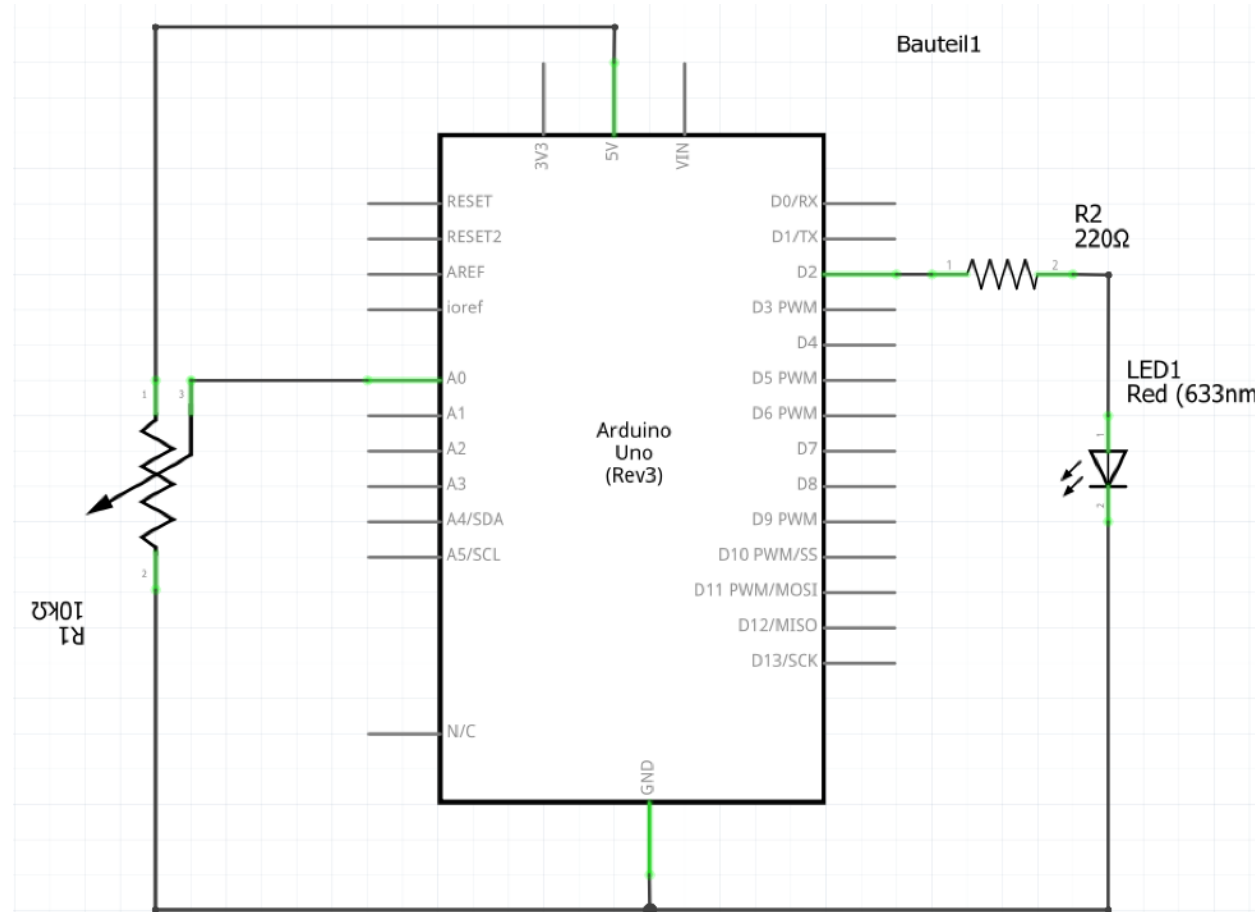 Bauteil1
3V3
5V
VIN
RESET
RESET2
AREF
ioref
A0
A1
A2
A3
A4/SDA
A5/SCL
N/C
Arduino
Uno
(Rev3)
D0/RX
D1/TX
D2
D3 PWM
D4
D5 PWM
D6 PWM
D7
D8
D9 PWM
D10 PWM/SS
D11 PWM/MOSI
D12/MISO
D13/SCK
GND
1
3
2
R1
10kΩ
1
2
R2
220Ω
LED1
Red (633nm
1
2